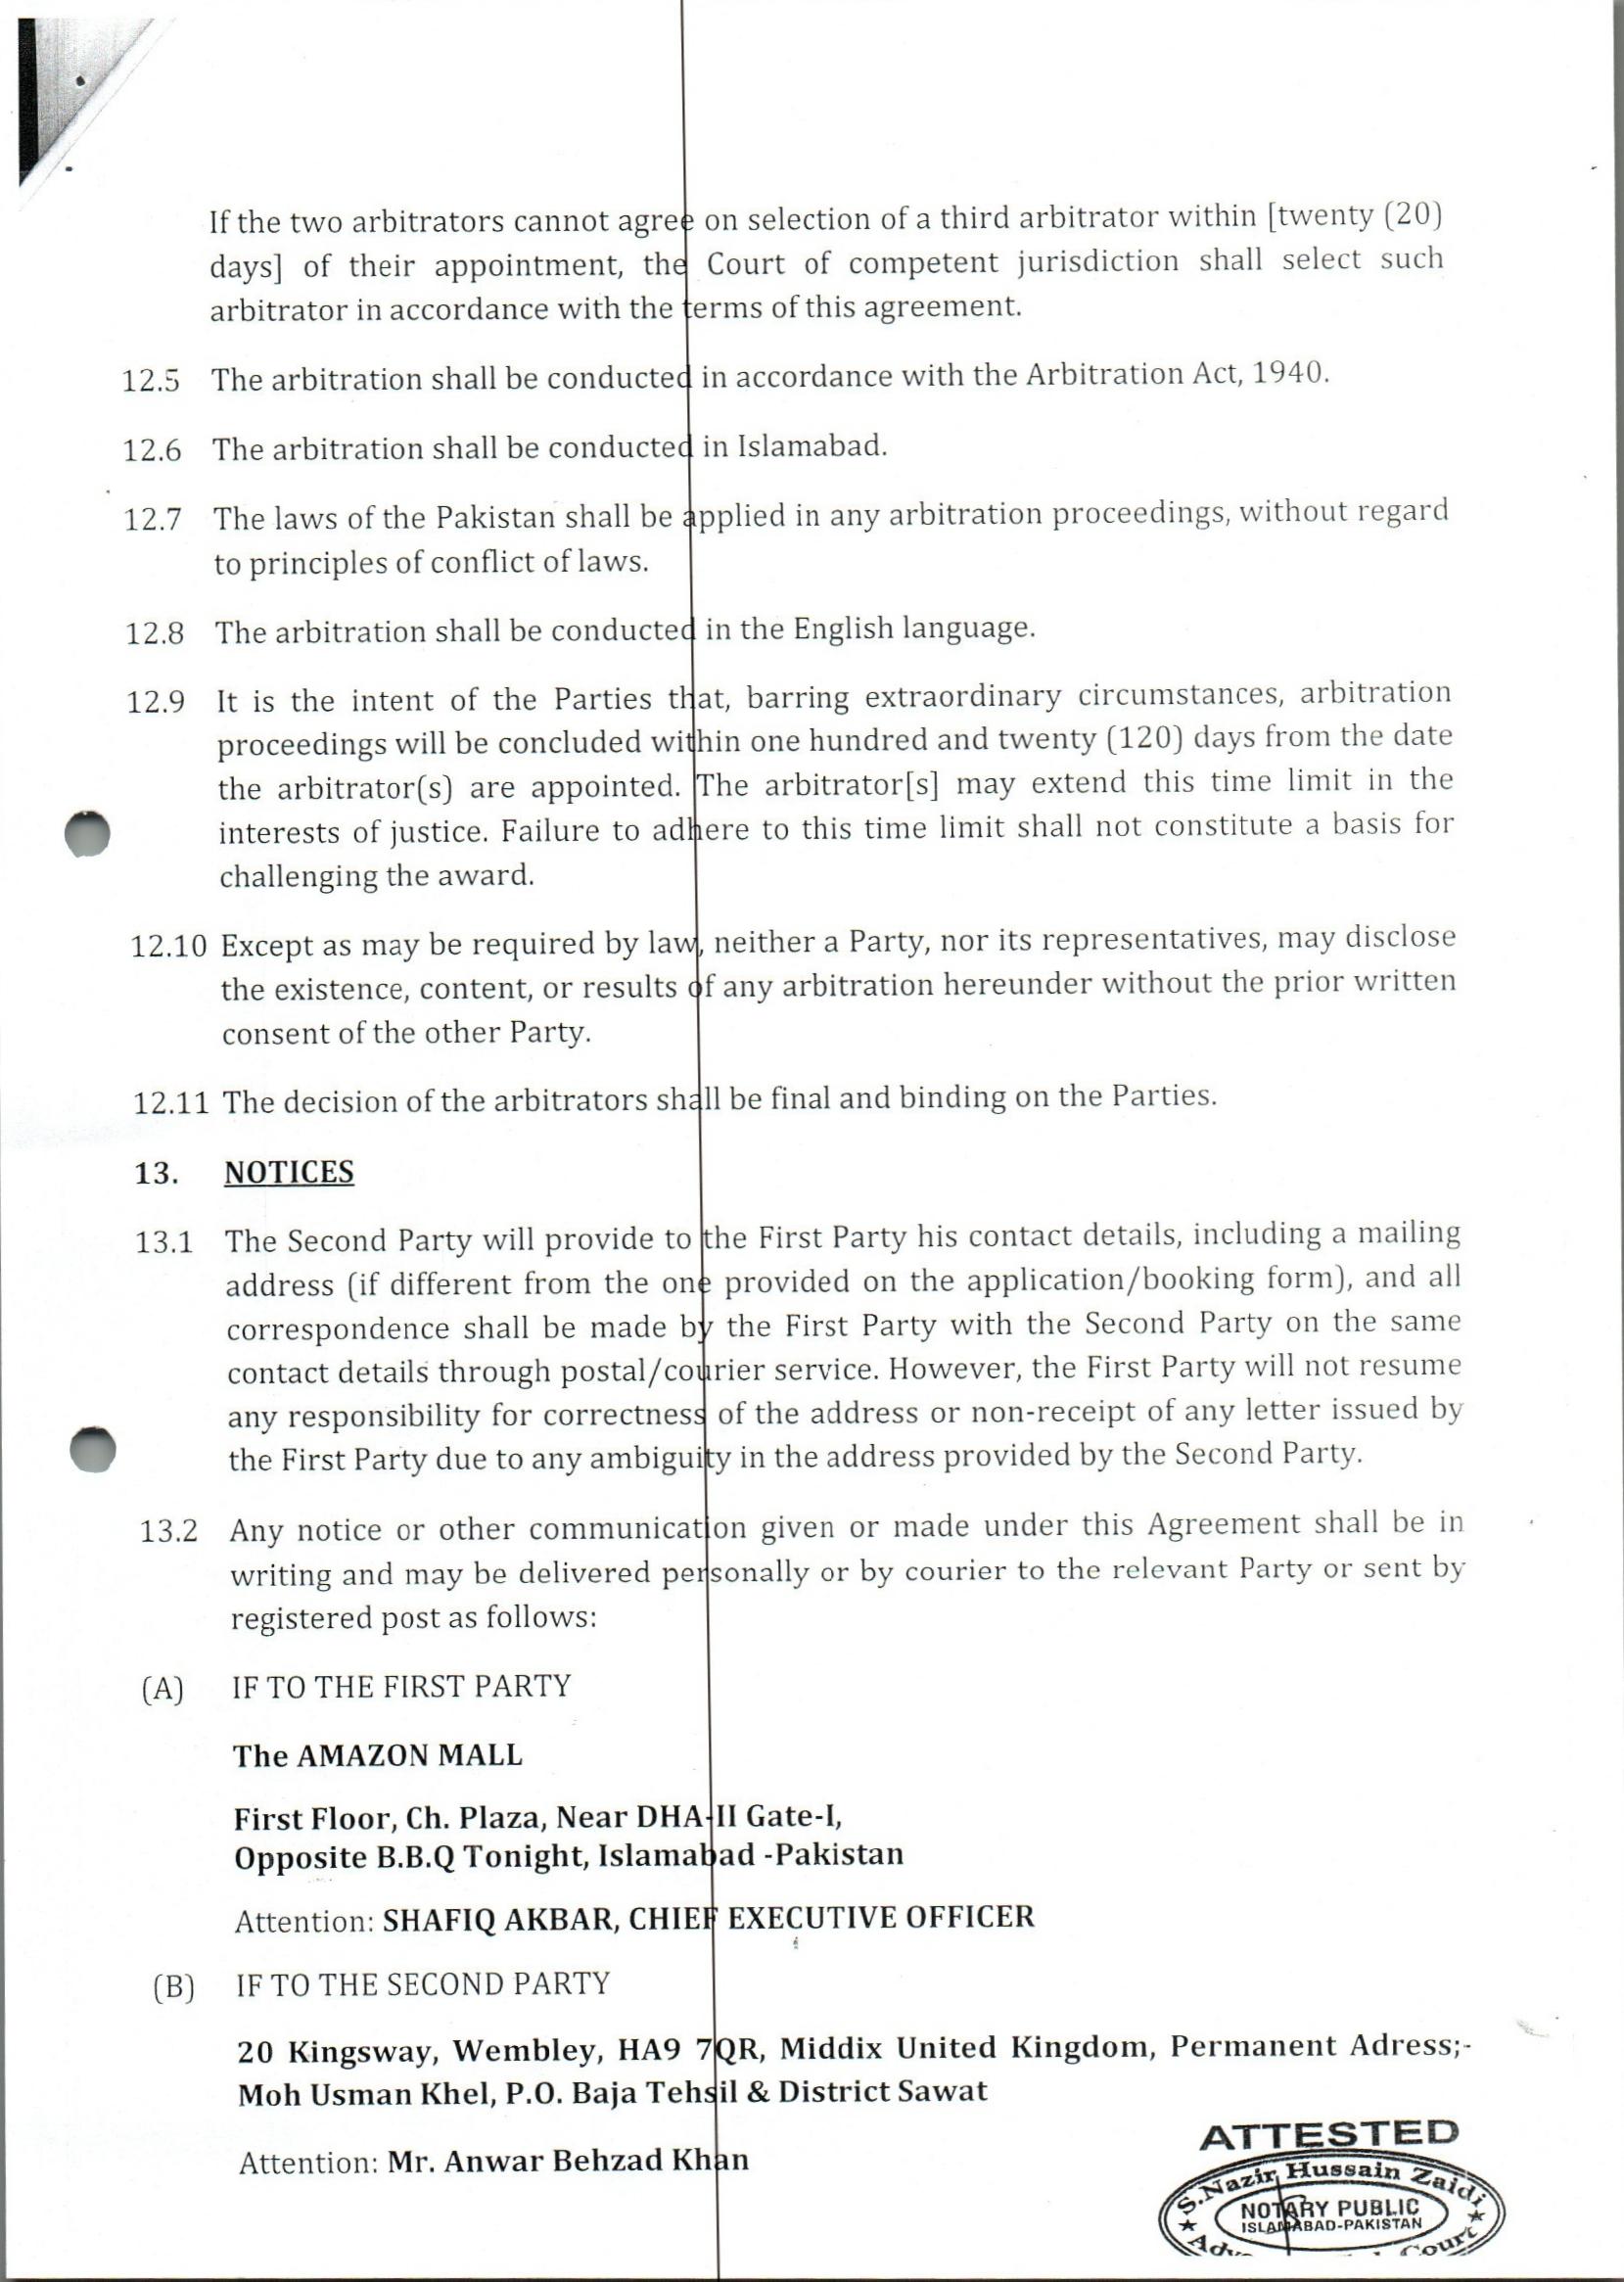 If the two arbitrators cannot agree on selection of a third arbitrator within [twenty (20)
days] of their appointment, the Court of competent jurisdiction shall select such
arbitrator in accordance with the terms of this agreement.
12.5 The arbitration shall be conducted in accordance with the Arbitration Act, 1940.
12.6 The arbitration shall be conducted in Islamabad.
12.7 The laws of the Pakistan shall be applied in any arbitration proceedings, without regard
to principles of conflict of laws.
12.8 The arbitration shall be conducted in the English language.
12.9 It is the intent of the Parties that, barring extraordinary circumstances, arbitration
proceedings will be concluded within one hundred and twenty (120) days from the date
the arbitrator(s) are appointed. The arbitrator[s] may extend this time limit in the
interests of justice. Failure to adhere to this time limit shall not constitute a basis for
challenging the award.
12.10 Except as may be required by law, neither a Party, nor its representatives, may disclose
the existence, content, or results of any arbitration hereunder without the prior written
consent of the other Party.
12.11 The decision of the arbitrators shall be final and binding on the Parties.
13. NOTICES
13.1 The Second Party will provide to the First Party his contact details, including a mailing
address (if different from the one provided on the application/booking form), and all
correspondence shall be made by the First Party with the Second Party on the same
contact details through postal/courier service. However, the First Party will not resume
any responsibility for correctness of the address or non-receipt of any letter issued by
the First Party due to any ambiguity in the address provided by the Second Party.
13.2 Any notice or other communication given or made under this Agreement shall be in
writing and may be delivered personally or by courier to the relevant Party or sent by
registered post as follows:
(A) IF TO THE FIRST PARTY
The AMAZON MALL
First Floor, Ch. Plaza, Near DHA-II Gate-I,
Opposite B.B.Q Tonight, Islamabad -Pakistan
Attention: SHAFIQ AKBAR, CHIEF EXECUTIVE OFFICER
(B) IF TO THE SECOND PARTY
20 Kingsway, Wembley, HA9 7QR, Middix United Kingdom, Permanent Adress;-
Moh Usman Khel, P.O. Baja Tehsil & District Sawat
Attention: Mr. Anwar Behzad Khan
ATTESTED
S.Nazir Hussain Zaidi
NOTARY PUBLIC
ISLAMABAD-PAKISTAN
Court